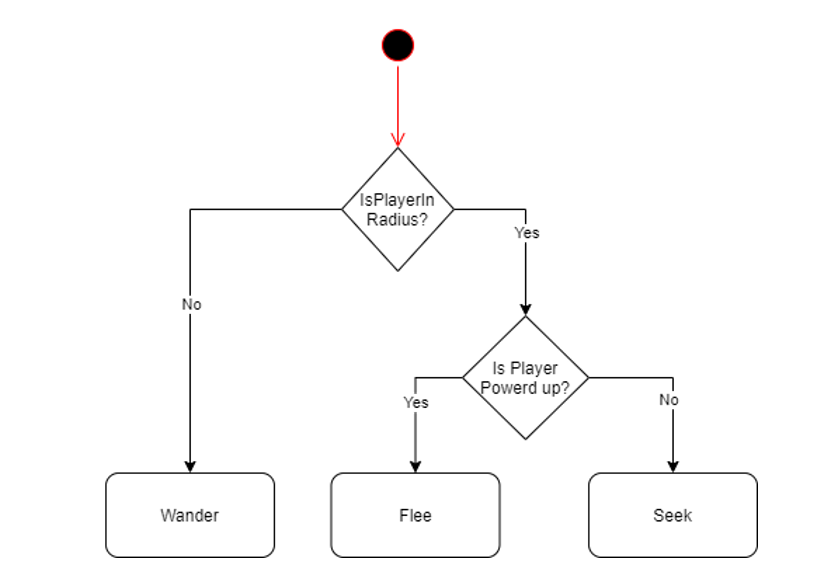 IsPlayerIn
Radius?
Yes
No
Is Player
Powerd up?
Yes
No
Wander
Flee
Seek